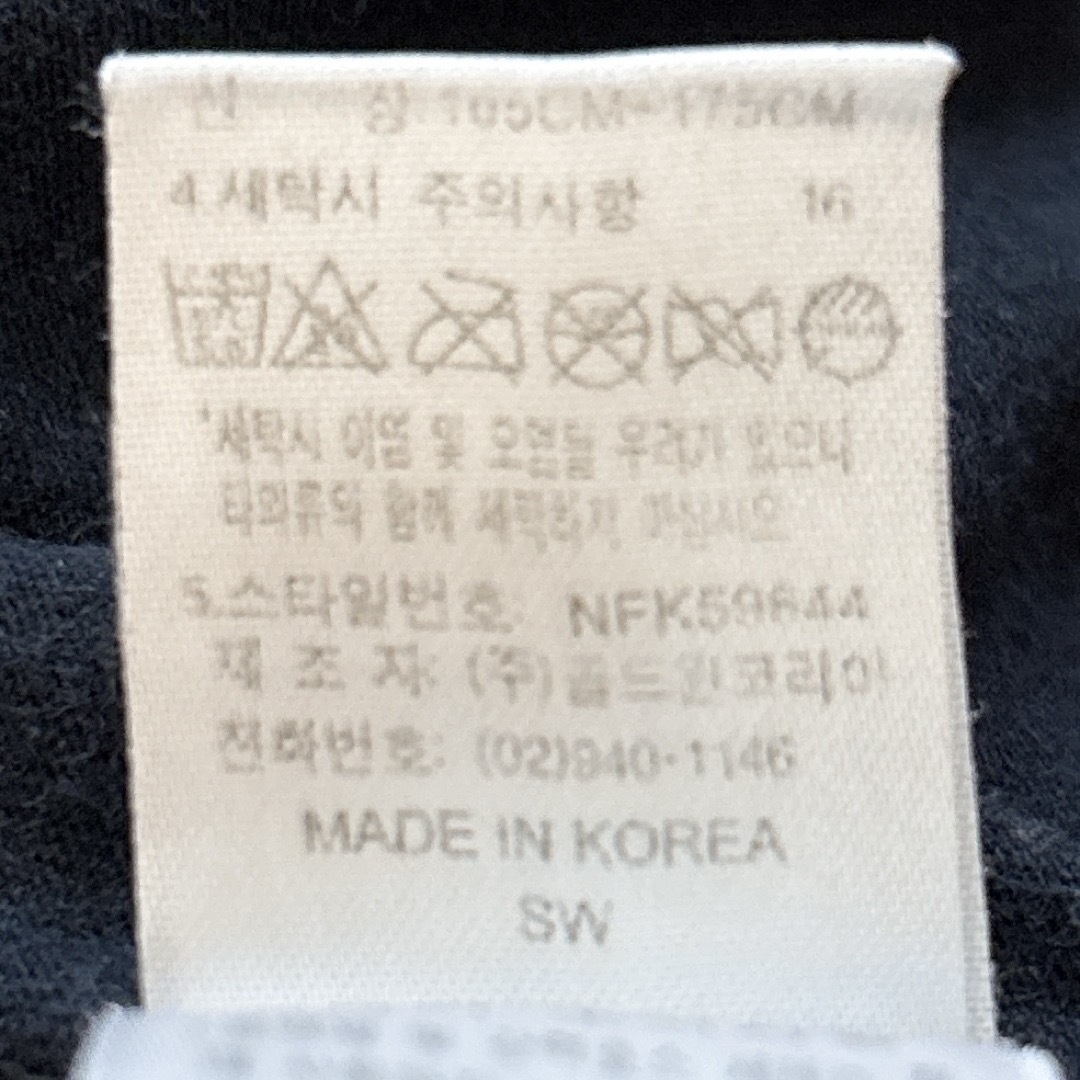 신 장 165CM-175CM
4.세탁시 주의사항 16
*세탁시 이염 및 오염될 우려가 있으니
타의류와 함께 세탁하기 마십시오
5.스타일번호: NFK59644
제 조 자: (주)골드윈코리아
전화번호: (02)940-1146
MADE IN KOREA
SW